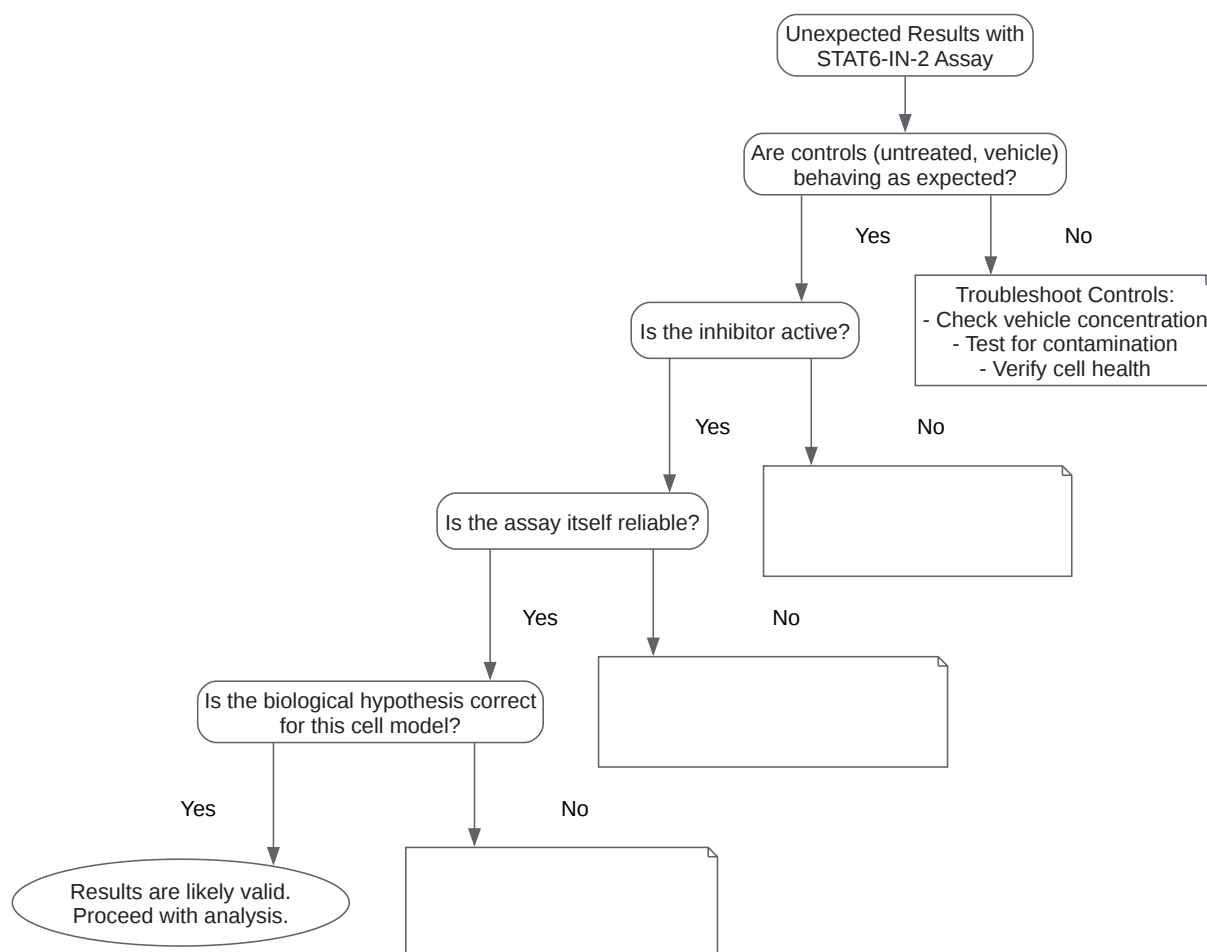 Unexpected Results with
STAT6-IN-2 Assay
Are controls (untreated, vehicle)
behaving as expected?
Yes
No
Troubleshoot Controls:
- Check vehicle concentration
- Test for contamination
- Verify cell health
Is the inhibitor active?
Yes
No
Is the assay itself reliable?
Yes
No
Is the biological hypothesis correct
for this cell model?
Yes
No
Results are likely valid.
Proceed with analysis.